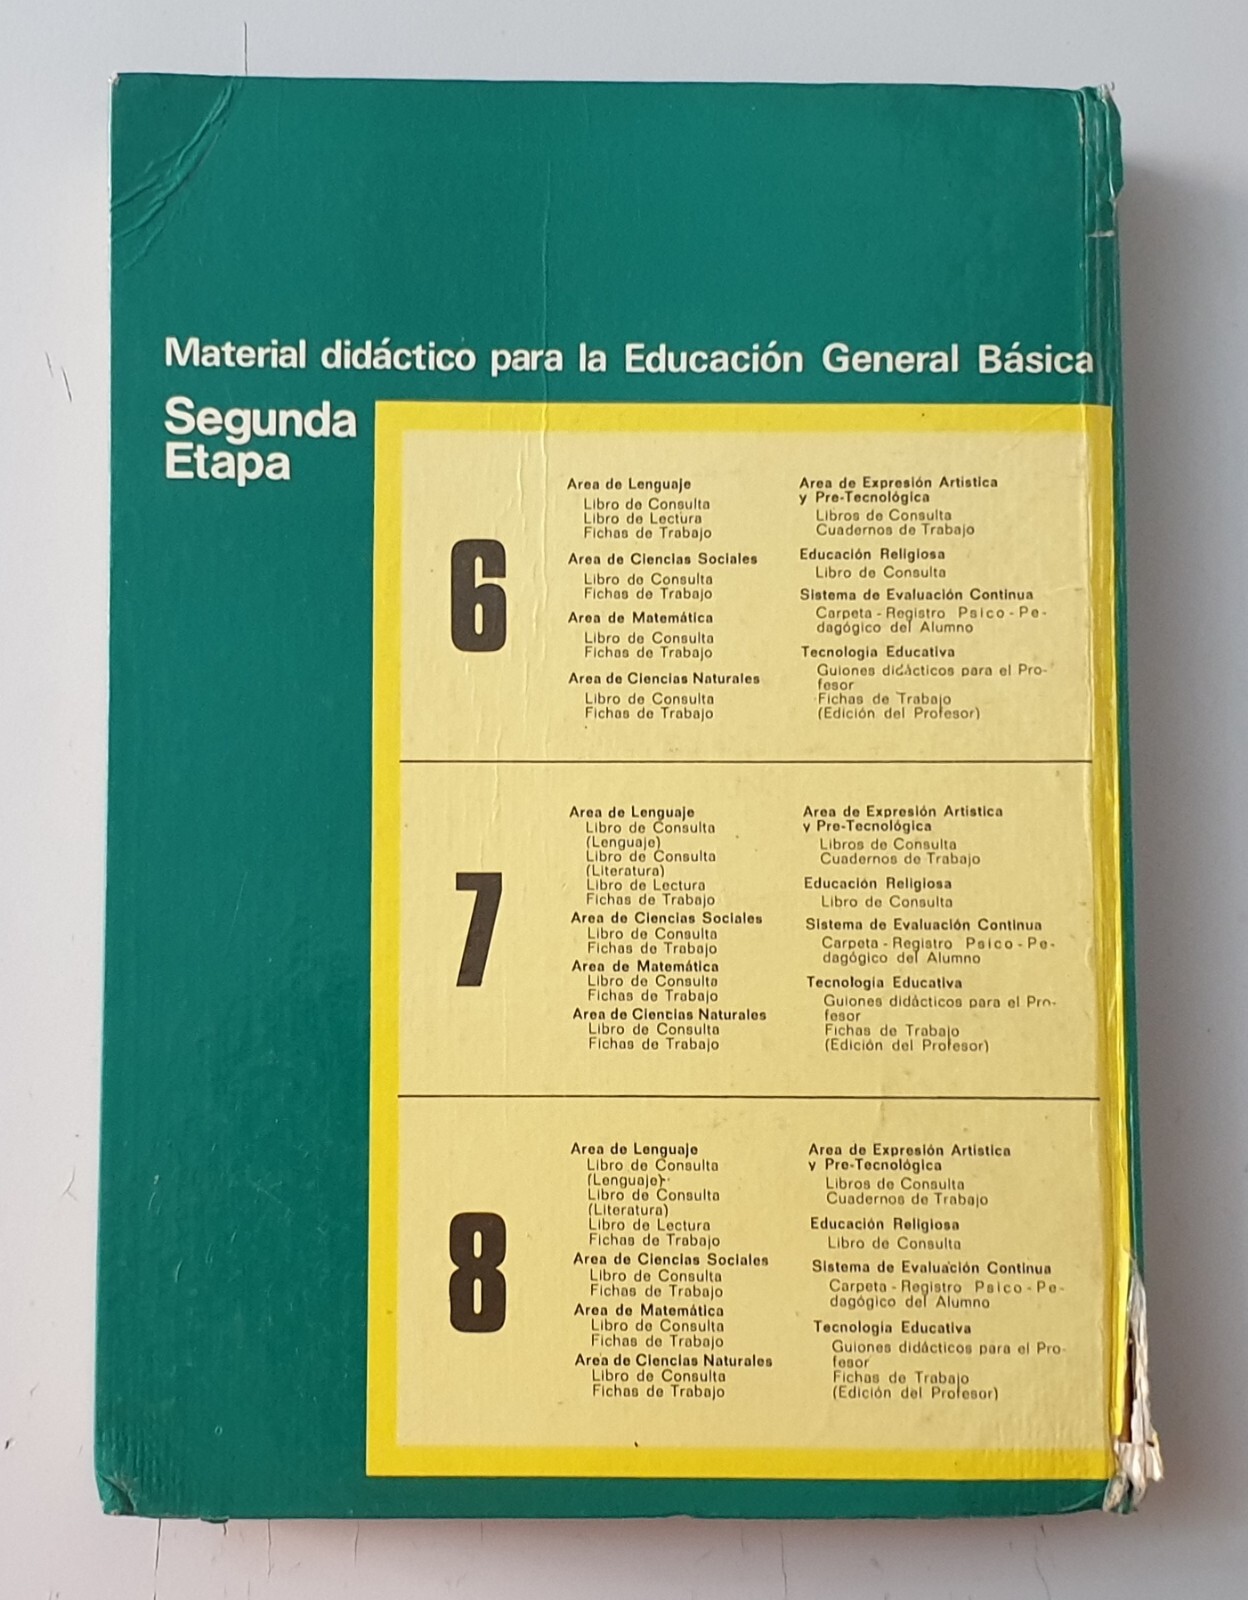 Material didáctico para la Educación General Básica
Segunda
Etapa
6
Area de Lenguaje
Libro de Consulta
Libro de Lectura
Fichas de Trabajo
Area de Ciencias Sociales
Libro de Consulta
Fichas de Trabajo
Area de Matemática
Libro de Consulta
Fichas de Trabajo
Area de Ciencias Naturales
Libro de Consulta
Fichas de Trabajo
Area de Expresión Artística
y Pre-Tecnológica
Libros de Consulta
Cuadernos de Trabajo
Educación Religiosa
Libro de Consulta
Sistema de Evaluación Continua
Carpeta - Registro Psico - Pe-
dagógico del Alumno
Tecnología Educativa
Guiones didácticos para el Pro-
fesor
Fichas de Trabajo
(Edición del Profesor)
7
Area de Lenguaje
Libro de Consulta
(Lenguaje)
Libro de Consulta
(Literatura)
Libro de Lectura
Fichas de Trabajo
Area de Ciencias Sociales
Libro de Consulta
Fichas de Trabajo
Area de Matemática
Libro de Consulta
Fichas de Trabajo
Area de Ciencias Naturales
Libro de Consulta
Fichas de Trabajo
Area de Expresión Artística
y Pre-Tecnológica
Libros de Consulta
Cuadernos de Trabajo
Educación Religiosa
Libro de Consulta
Sistema de Evaluación Continua
Carpeta - Registro Psico - Pe-
dagógico del Alumno
Tecnología Educativa
Guiones didácticos para el Pro-
fesor
Fichas de Trabajo
(Edición del Profesor)
8
Area de Lenguaje
Libro de Consulta
(Lenguaje)
Libro de Consulta
(Literatura)
Libro de Lectura
Fichas de Trabajo
Area de Ciencias Sociales
Libro de Consulta
Fichas de Trabajo
Area de Matemática
Libro de Consulta
Fichas de Trabajo
Area de Ciencias Naturales
Libro de Consulta
Fichas de Trabajo
Area de Expresión Artística
y Pre-Tecnológica
Libros de Consulta
Cuadernos de Trabajo
Educación Religiosa
Libro de Consulta
Sistema de Evaluación Continua
Carpeta - Registro Psico - Pe-
dagógico del Alumno
Tecnología Educativa
Guiones didácticos para el Pro-
fesor
Fichas de Trabajo
(Edición del Profesor)